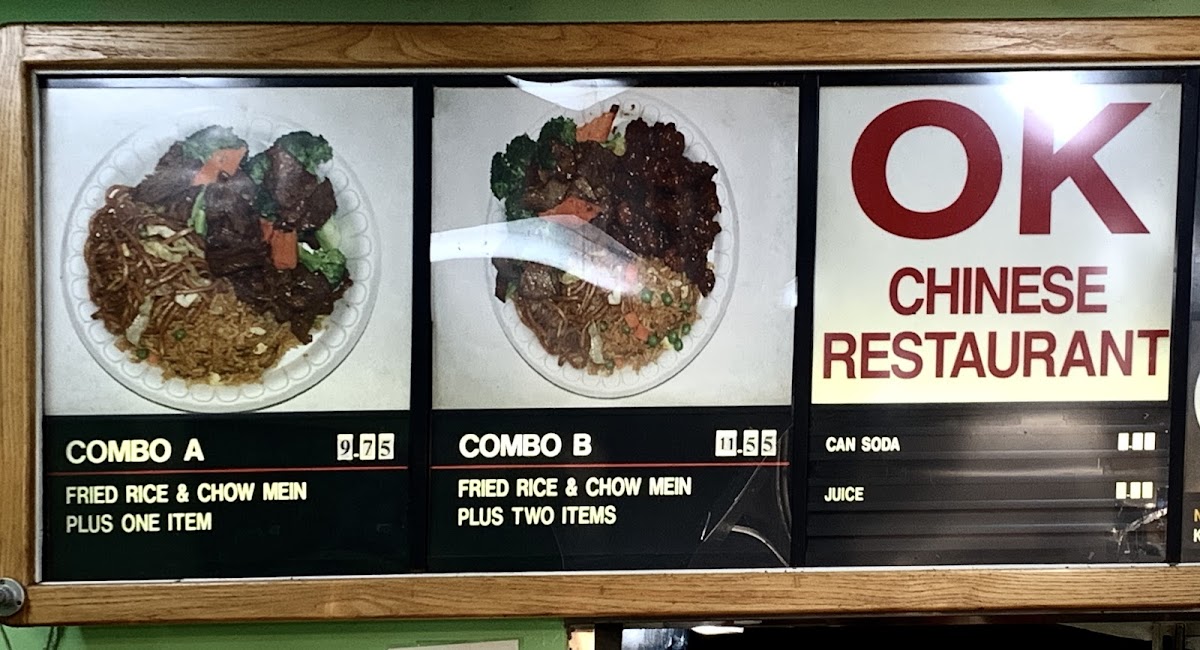 COMBO A 9.75
FRIED RICE & CHOW MEIN
PLUS ONE ITEM
COMBO B 11.55
FRIED RICE & CHOW MEIN
PLUS TWO ITEMS
OK
CHINESE
RESTAURANT
CAN SODA
JUICE